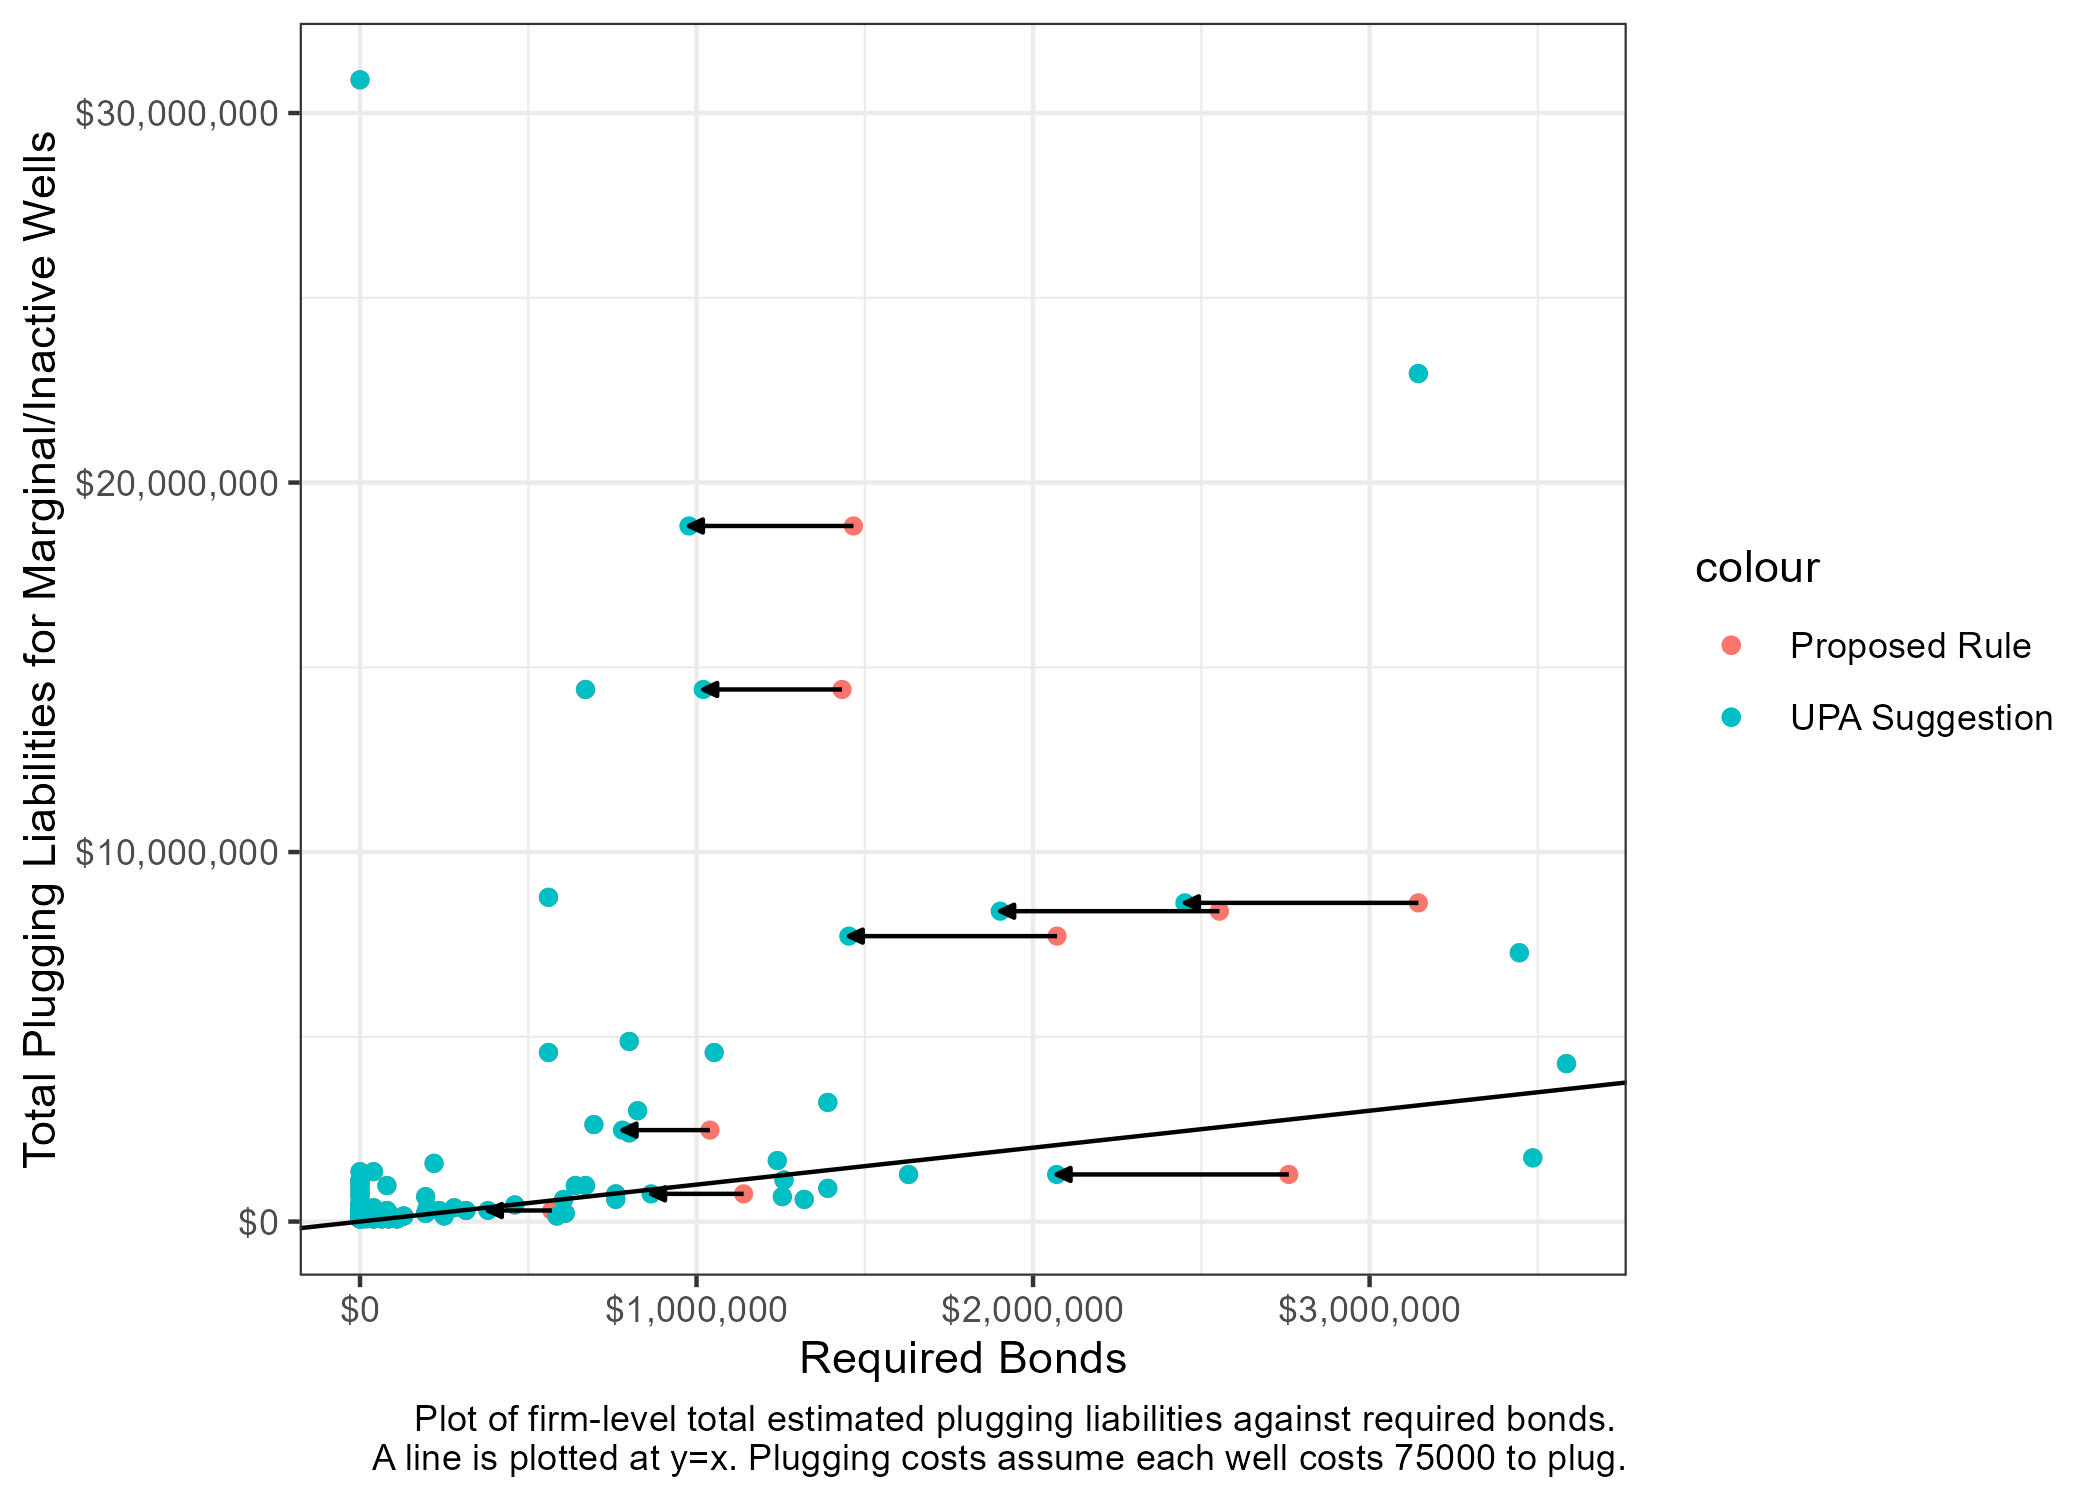 Total Plugging Liabilities for Marginal/Inactive Wells
$30,000,000
$20,000,000
$10,000,000
$0
$0
$1,000,000
$2,000,000
$3,000,000
Required Bonds
colour
Proposed Rule
UPA Suggestion
Plot of firm-level total estimated plugging liabilities against required bonds.
A line is plotted at y=x. Plugging costs assume each well costs 75000 to plug.